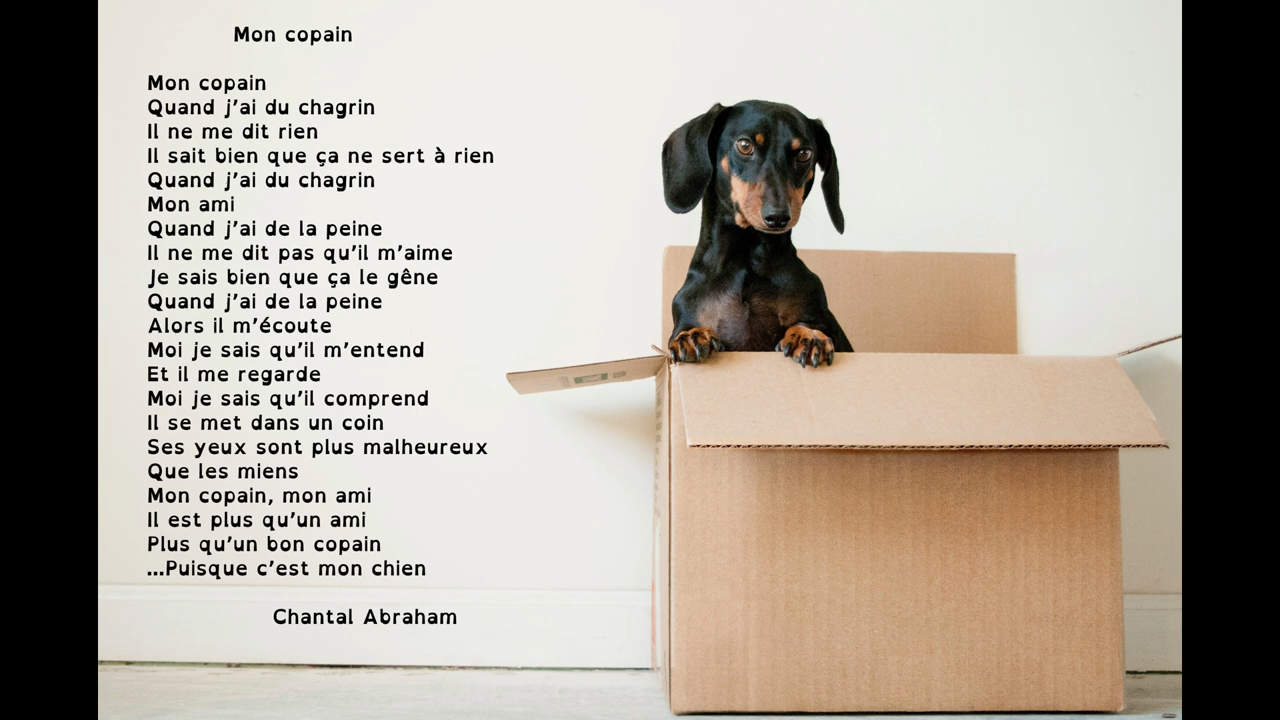 Mon copain
Mon copain
Quand j'ai du chagrin
Il ne me dit rien
Il sait bien que ça ne sert à rien
Quand j'ai du chagrin
Mon ami
Quand j'ai de la peine
Il ne me dit pas qu'il m'aime
Je sais bien que ça le gêne
Quand j'ai de la peine
Alors il m'écoute
Moi je sais qu'il m'entend
Et il me regarde
Moi je sais qu'il comprend
Il se met dans un coin
Ses yeux sont plus malheureux
Que les miens
Mon copain, mon ami
Il est plus qu'un ami
Plus qu'un bon copain
...Puisque c'est mon chien
Chantal Abraham